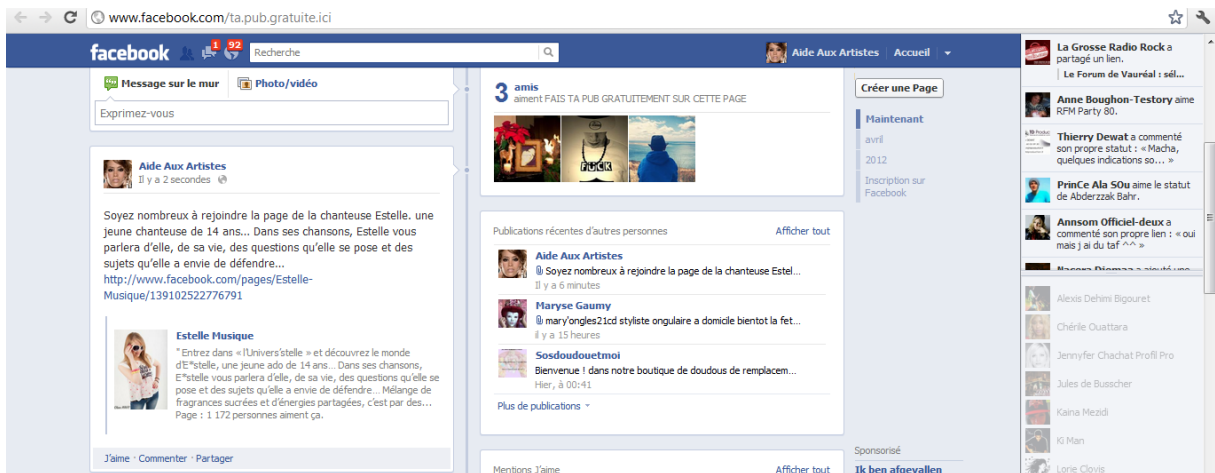 www.facebook.com/ta.pub.gratuite.ici
facebook
1
92
Recherche
Aide Aux Artistes
Accueil
Message sur le mur
Photo/vidéo
Exprimez-vous
Aide Aux Artistes
Il y a 2 secondes
Soyez nombreux à rejoindre la page de la chanteuse Estelle. une
jeune chanteuse de 14 ans... Dans ses chansons, Estelle vous
parlera d'elle, de sa vie, des questions qu'elle se pose et des
sujets qu'elle a envie de défendre...
http://www.facebook.com/pages/Estelle-
Musique/139102522776791
Estelle Musique
"Entrez dans « l'Univers'stelle » et découvrez le monde
d'E*stelle, une jeune ado de 14 ans... Dans ses chansons,
E*stelle vous parlera d'elle, de sa vie, des questions qu'elle se
pose et des sujets qu'elle a envie de défendre... Mélange de
fragrances sucrées et d'énergies partagées, c'est par des...
Page : 1 172 personnes aiment ça.
J'aime · Commenter · Partager
3 amis
aiment FAIS TA PUB GRATUITEMENT SUR CETTE PAGE
FUCK
Publications récentes d'autres personnes
Afficher tout
Aide Aux Artistes
Soyez nombreux à rejoindre la page de la chanteuse Estel...
Il y a 6 minutes
Maryse Gaumy
mary'ongles21cd styliste ongulaire a domicile bientot la fet...
il y a 15 heures
Sosdoudouetmoi
Bienvenue ! dans notre boutique de doudous de remplacem...
Hier, à 00:41
Plus de publications
Mentions J'aime
Afficher tout
Créer une Page
Maintenant
avril
2012
Inscription sur
Facebook
Sponsorisé
Ik ben afgevallen
La Grosse Radio Rock a
partagé un lien.
Le Forum de Vauréal : sél...
Anne Boughon-Testory aime
RFM Party 80.
Thierry Dewat a commenté
son propre statut : « Macha,
quelques indications so... »
PrinCe Ala SOu aime le statut
de Abderzzak Bahr.
Annsom Officiel-deux a
commenté son propre lien : « oui
mais j ai du taf ^^ »
Alexis Dehimi Bigouret
Chérile Ouattara
Jennyfer Chachat Profil Pro
Jules de Busscher
Kaina Mezidi
Ki Man
Lorie Clovis